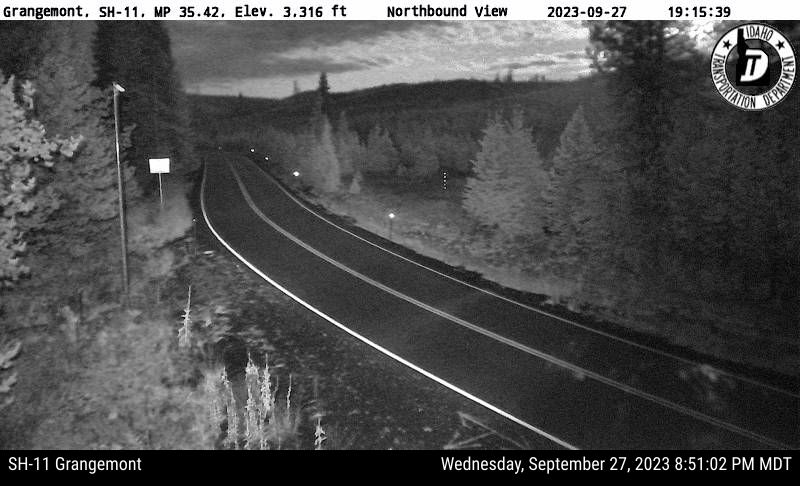 Grangemont, SH-11, MP 35.42, Elev. 3,316 ft Northbound View 2023-09-27 19:15:39
IDAHO
TRANSPORTATION DEPARTMENT
SH-11 Grangemont Wednesday, September 27, 2023 8:51:02 PM MDT